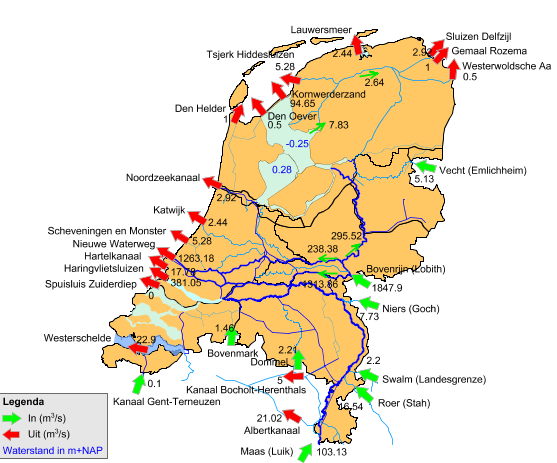 Lauwersmeer
2.44
Sluizen Delfzijl
2.92
Gemaal Rozema
1
Westerwoldsche Aa
0.5
Tsjerk Hiddesluizen
5.28
2.64
Kornwerderzand
94.65
Den Helder
1
Den Oever
0.5
7.83
-0.25
0.28
Vecht (Emlichheim)
5.13
Noordzeekanaal
2.92
Katwijk
2.44
Scheveningen en Monster
5.28
295.52
238.38
Nieuwe Waterweg
1263.18
Hartelkanaal
Haringvlietsluizen
17.78
Bovenrijn (Lobith)
1847.9
Spuisluis Zuiderdiep
381.05
0
1313.86
Niers (Goch)
7.73
Westerschelde
22.9
1.46
Bovenmark
2.21
Dommel
2.2
Swalm (Landesgrenze)
0.1
Kanaal Gent-Terneuzen
5
Kanaal Bocholt-Herenthals
Roer (Stah)
16.54
21.02
Albertkanaal
Maas (Luik)
103.13
Legenda
In (m³/s)
Uit (m³/s)
Waterstand in m+NAP